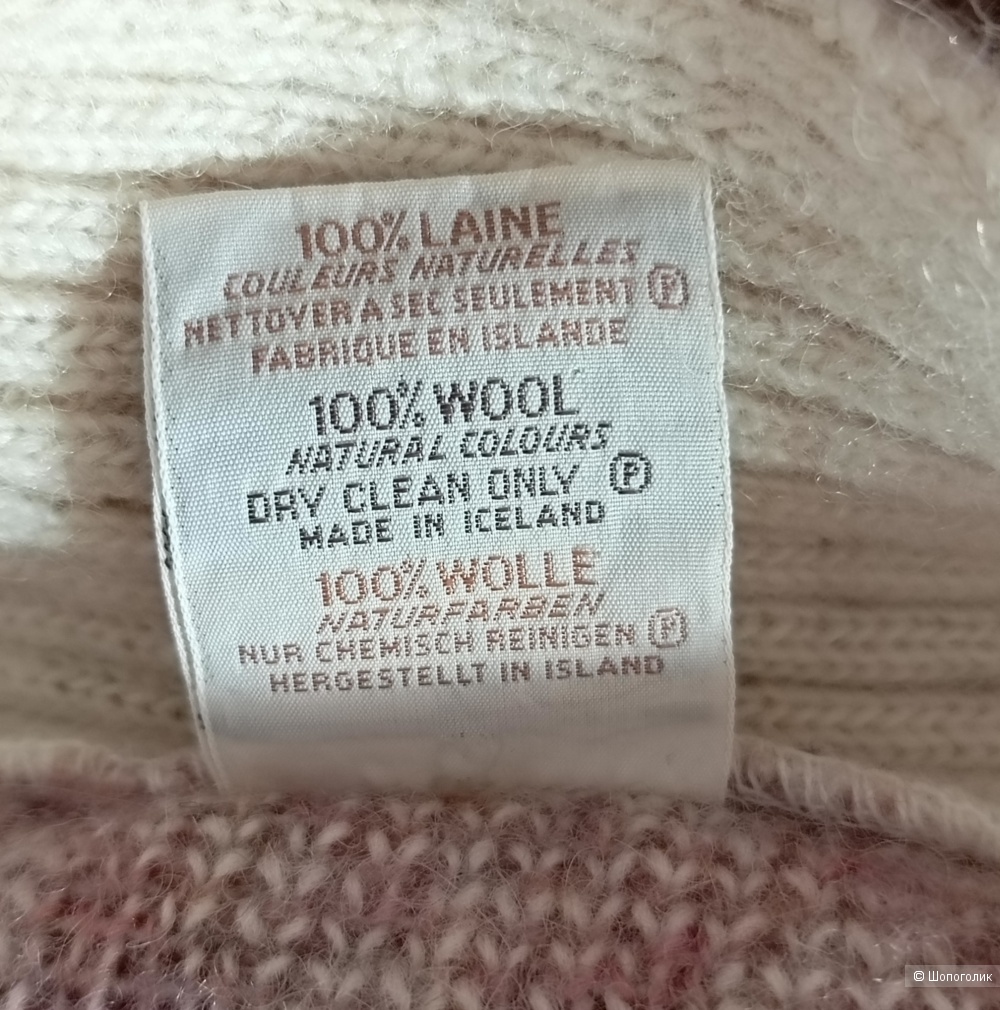 100% LAINE
COULEURS NATURELLES
NETTOYER A SEC SEULEMENT Ⓟ
FABRIQUE EN ISLANDE
100% WOOL
NATURAL COLOURS
DRY CLEAN ONLY Ⓟ
MADE IN ICELAND
100% WOLLE
NATURFARBEN
NUR CHEMISCH REINIGEN Ⓟ
HERGESTELLT IN ISLAND
© Шопоголик